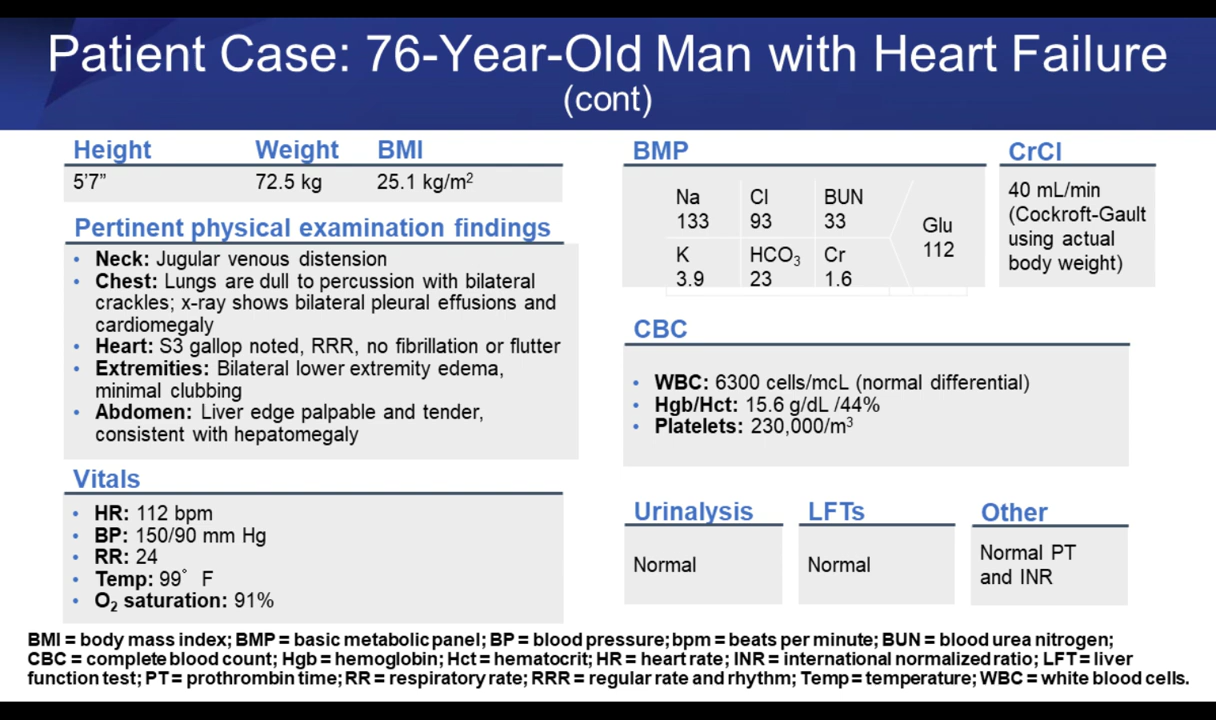 Patient Case: 76-Year-Old Man with Heart Failure
(cont)
Height Weight BMI
5'7" 72.5 kg 25.1 kg/m²
Pertinent physical examination findings
• Neck: Jugular venous distension
• Chest: Lungs are dull to percussion with bilateral
crackles; x-ray shows bilateral pleural effusions and
cardiomegaly
• Heart: S3 gallop noted, RRR, no fibrillation or flutter
• Extremities: Bilateral lower extremity edema,
minimal clubbing
• Abdomen: Liver edge palpable and tender,
consistent with hepatomegaly
Vitals
• HR: 112 bpm
• BP: 150/90 mm Hg
• RR: 24
• Temp: 99° F
• O₂ saturation: 91%
BMP
Na Cl BUN
133 93 33
Glu
112
K HCO₃ Cr
3.9 23 1.6
CrCl
40 mL/min
(Cockroft-Gault
using actual
body weight)
CBC
• WBC: 6300 cells/mcL (normal differential)
• Hgb/Hct: 15.6 g/dL /44%
• Platelets: 230,000/m³
Urinalysis
Normal
LFTs
Normal
Other
Normal PT
and INR
BMI = body mass index; BMP = basic metabolic panel; BP = blood pressure; bpm = beats per minute; BUN = blood urea nitrogen;
CBC = complete blood count; Hgb = hemoglobin; Hct = hematocrit; HR = heart rate; INR = international normalized ratio; LFT = liver
function test; PT = prothrombin time; RR = respiratory rate; RRR = regular rate and rhythm; Temp = temperature; WBC = white blood cells.